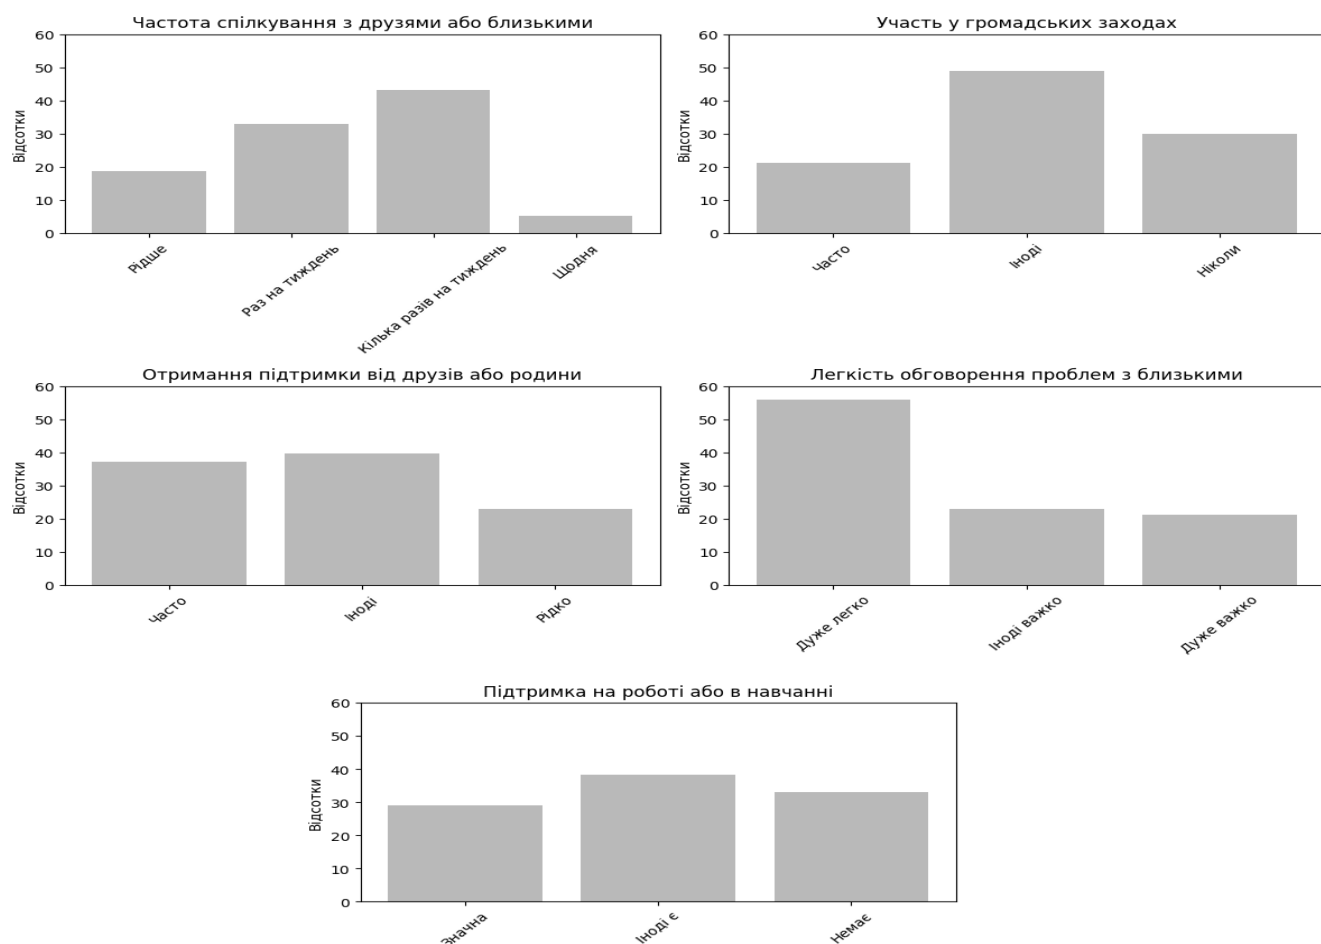 Частота спілкування з друзями або близькими
60
50
40
30
20
10
0
Відсотки
Рідше
Раз на тиждень
Кілька разів на тиждень
Щодня
Участь у громадських заходах
60
50
40
30
20
10
0
Відсотки
Часто
Іноді
Ніколи
Отримання підтримки від друзів або родини
60
50
40
30
20
10
0
Відсотки
Часто
Іноді
Рідко
Легкість обговорення проблем з близькими
60
50
40
30
20
10
0
Відсотки
Дуже легко
Іноді важко
Дуже важко
Підтримка на роботі або в навчанні
60
50
40
30
20
10
0
Відсотки
Значна
Іноді є
Немає